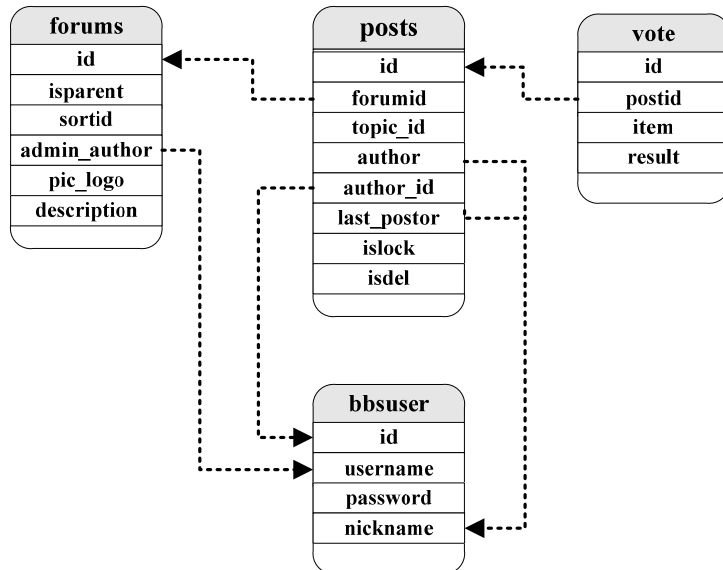 forums
id
isparent
sortid
admin_author
pic_logo
description
posts
id
forumid
topic_id
author
author_id
last_postor
islock
isdel
vote
id
postid
item
result
bbsuser
id
username
password
nickname